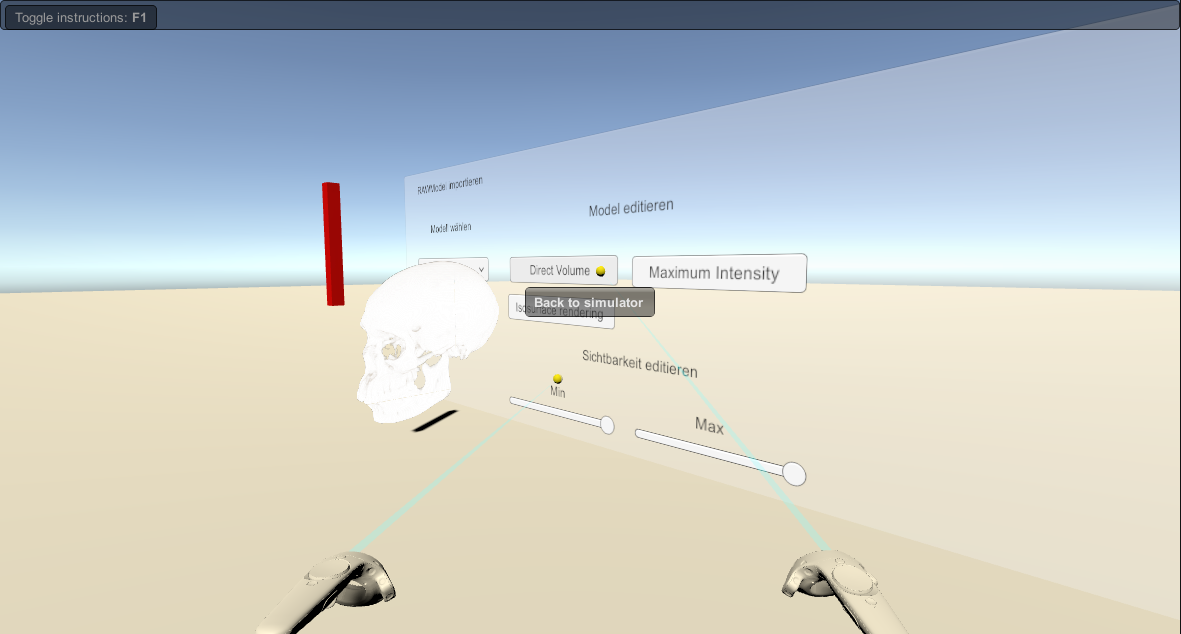 Toggle instructions: F1
RAWModel importieren
Model editieren
Model wählen
Direct Volume
Maximum Intensity
Back to simulator
Isosurface rendering
Sichtbarkeit editieren
Min
Max